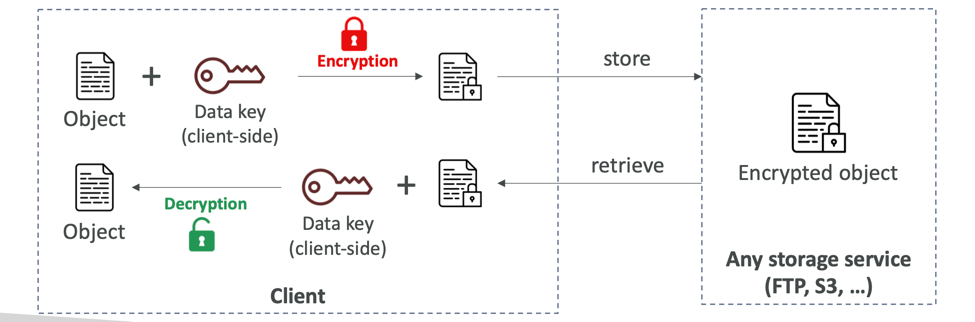 Encryption
store
+
Object
Data key
(client-side)
Encrypted object
retrieve
+
Decryption
Object
Data key
(client-side)
Any storage service
(FTP, S3, ...)
Client